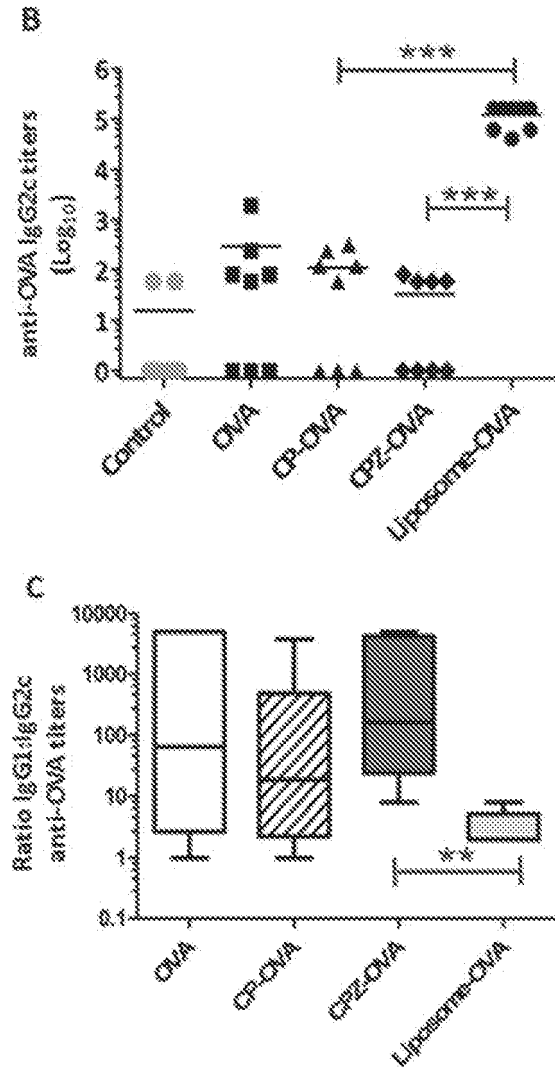 B
***
6
5
4
3
2
1
0
anti-OVA IgG2c titers
(Log10)
***
Control
OVA
CP-OVA
CPZ-OVA
Liposome-OVA
C
10000
1000
100
10
1
0.1
Ratio IgG1:IgG2c
anti-OVA titers
**
OVA
CP-OVA
CPZ-OVA
Liposome-OVA